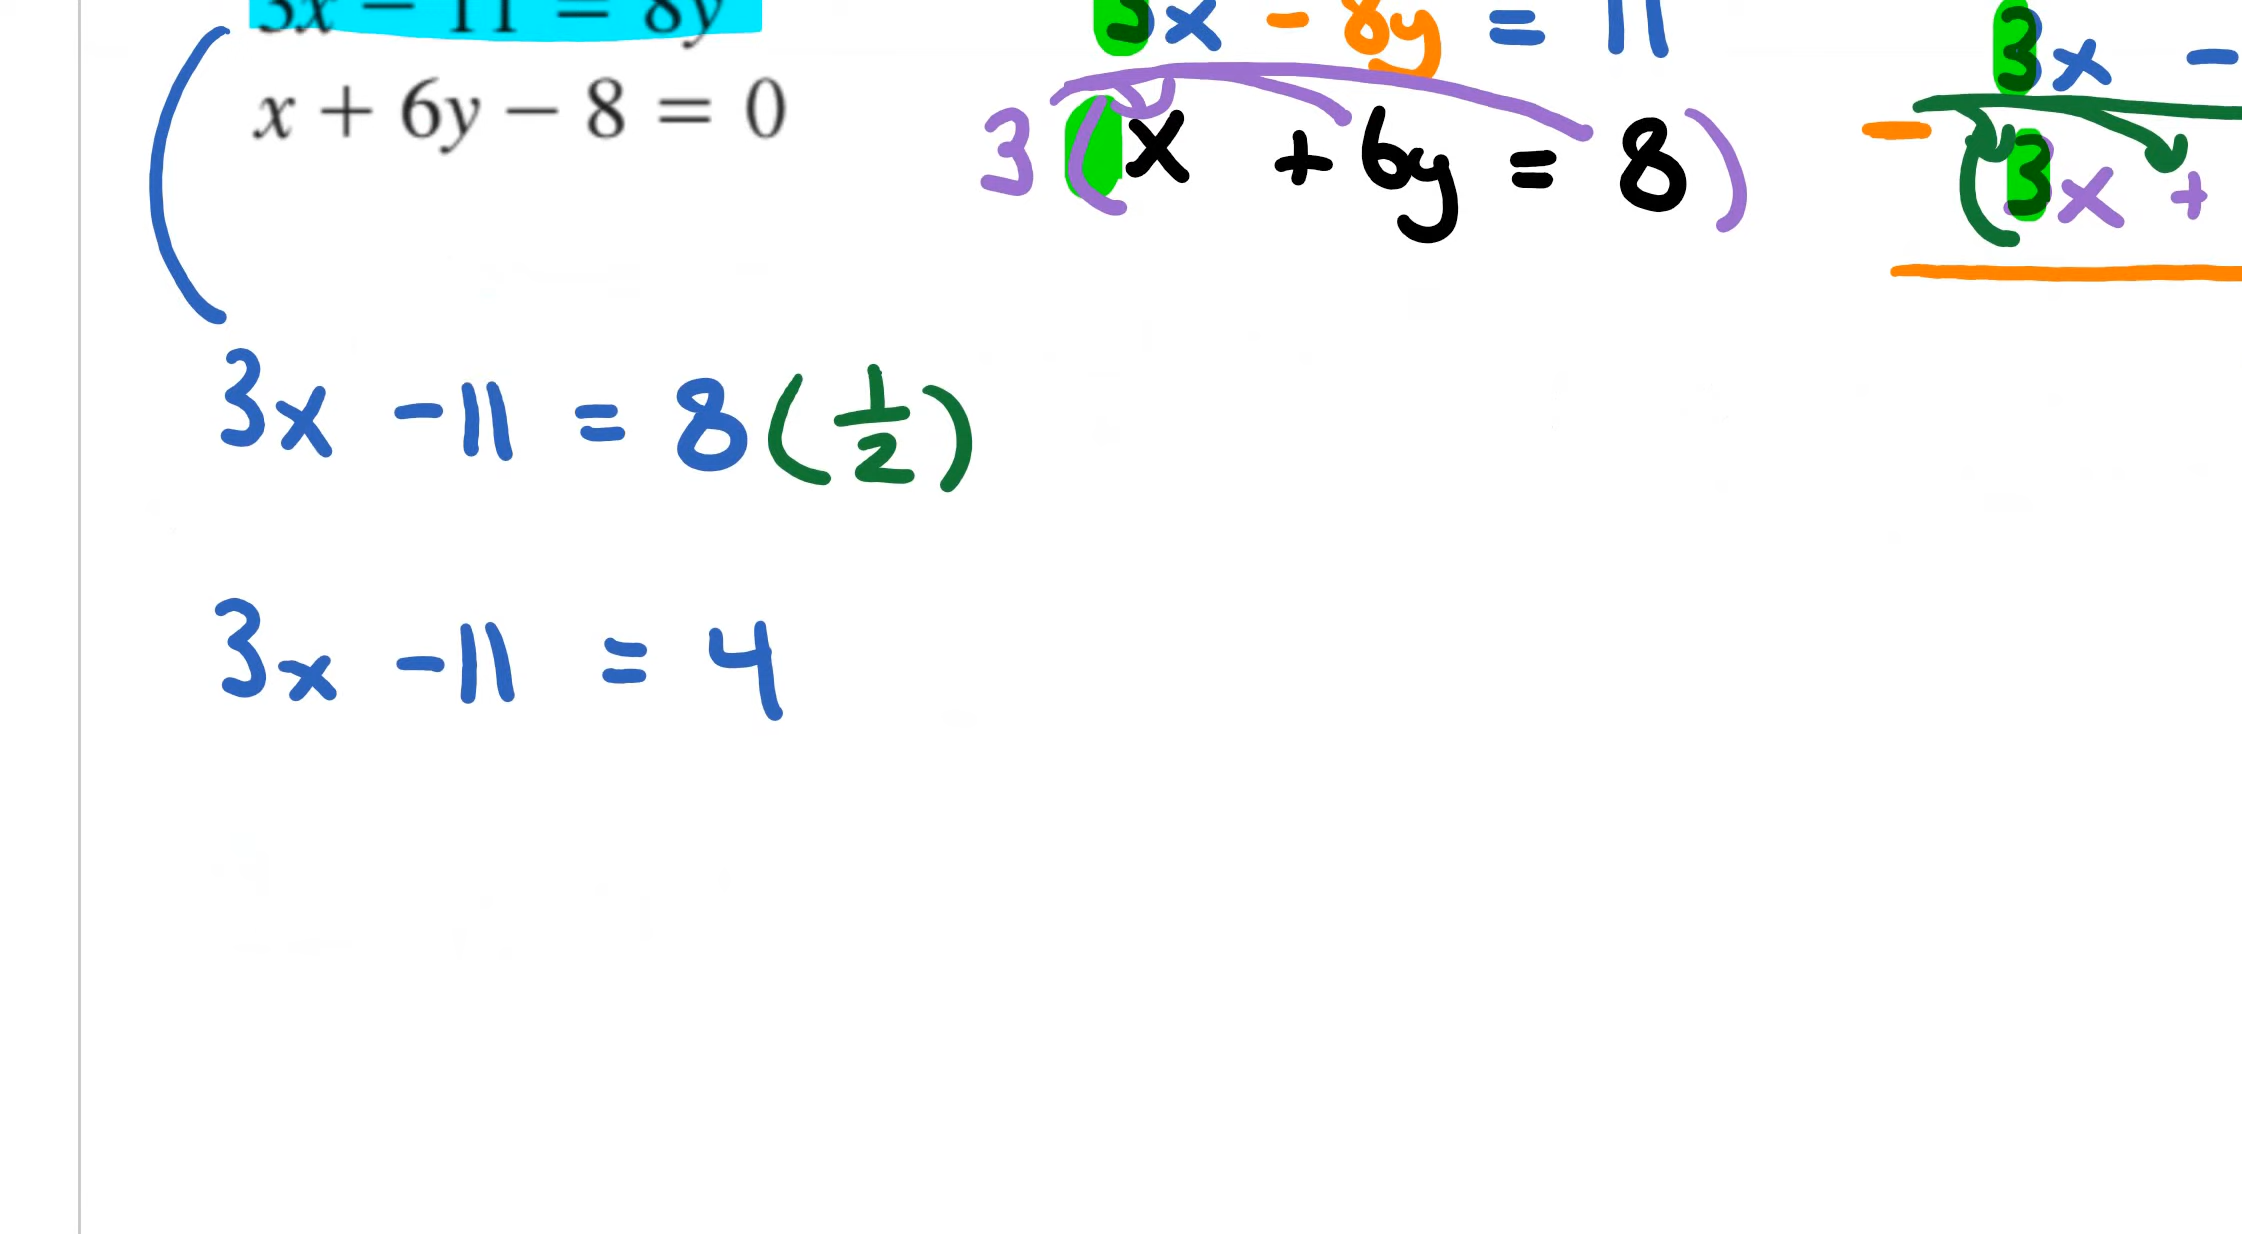 3x − 11 = 8y
x + 6y − 8 = 0
3x - 8y = 11
3(x + 6y = 8)
3x -
- (3x +
3x - 11 = 8(1/2)
3x - 11 = 4